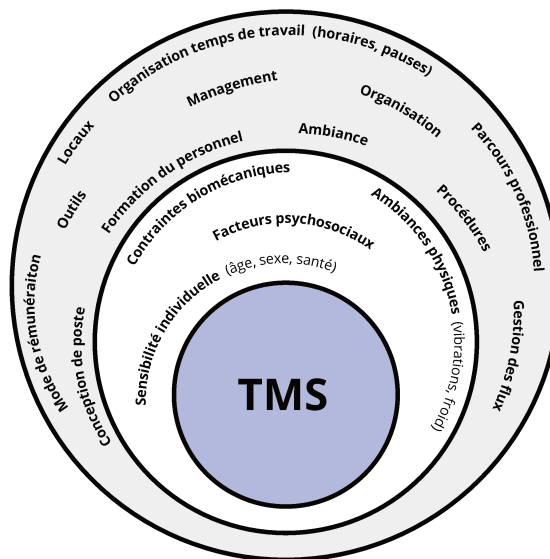 Organisation temps de travail (horaires, pauses)
Management
Organisation
Locaux
Ambiance
Parcours professionnel
Formation du personnel
Outils
Procédures
Mode de rémunéraiton
Conception de poste
Gestion des flux
Contraintes biomécaniques
Facteurs psychosociaux
Ambiances physiques (vibrations, froid)
Sensibilité individuelle (âge, sexe, santé)
TMS